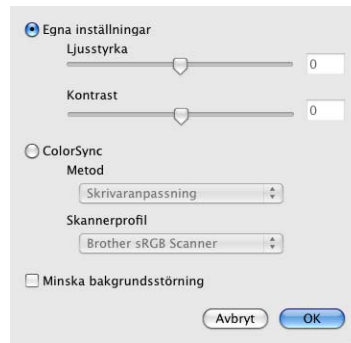 Egna inställningar
Ljusstyrka
0
Kontrast
0
ColorSync
Metod
Skrivaranpassning
Skannerprofil
Brother sRGB Scanner
Minska bakgrundsstörning
Avbryt OK